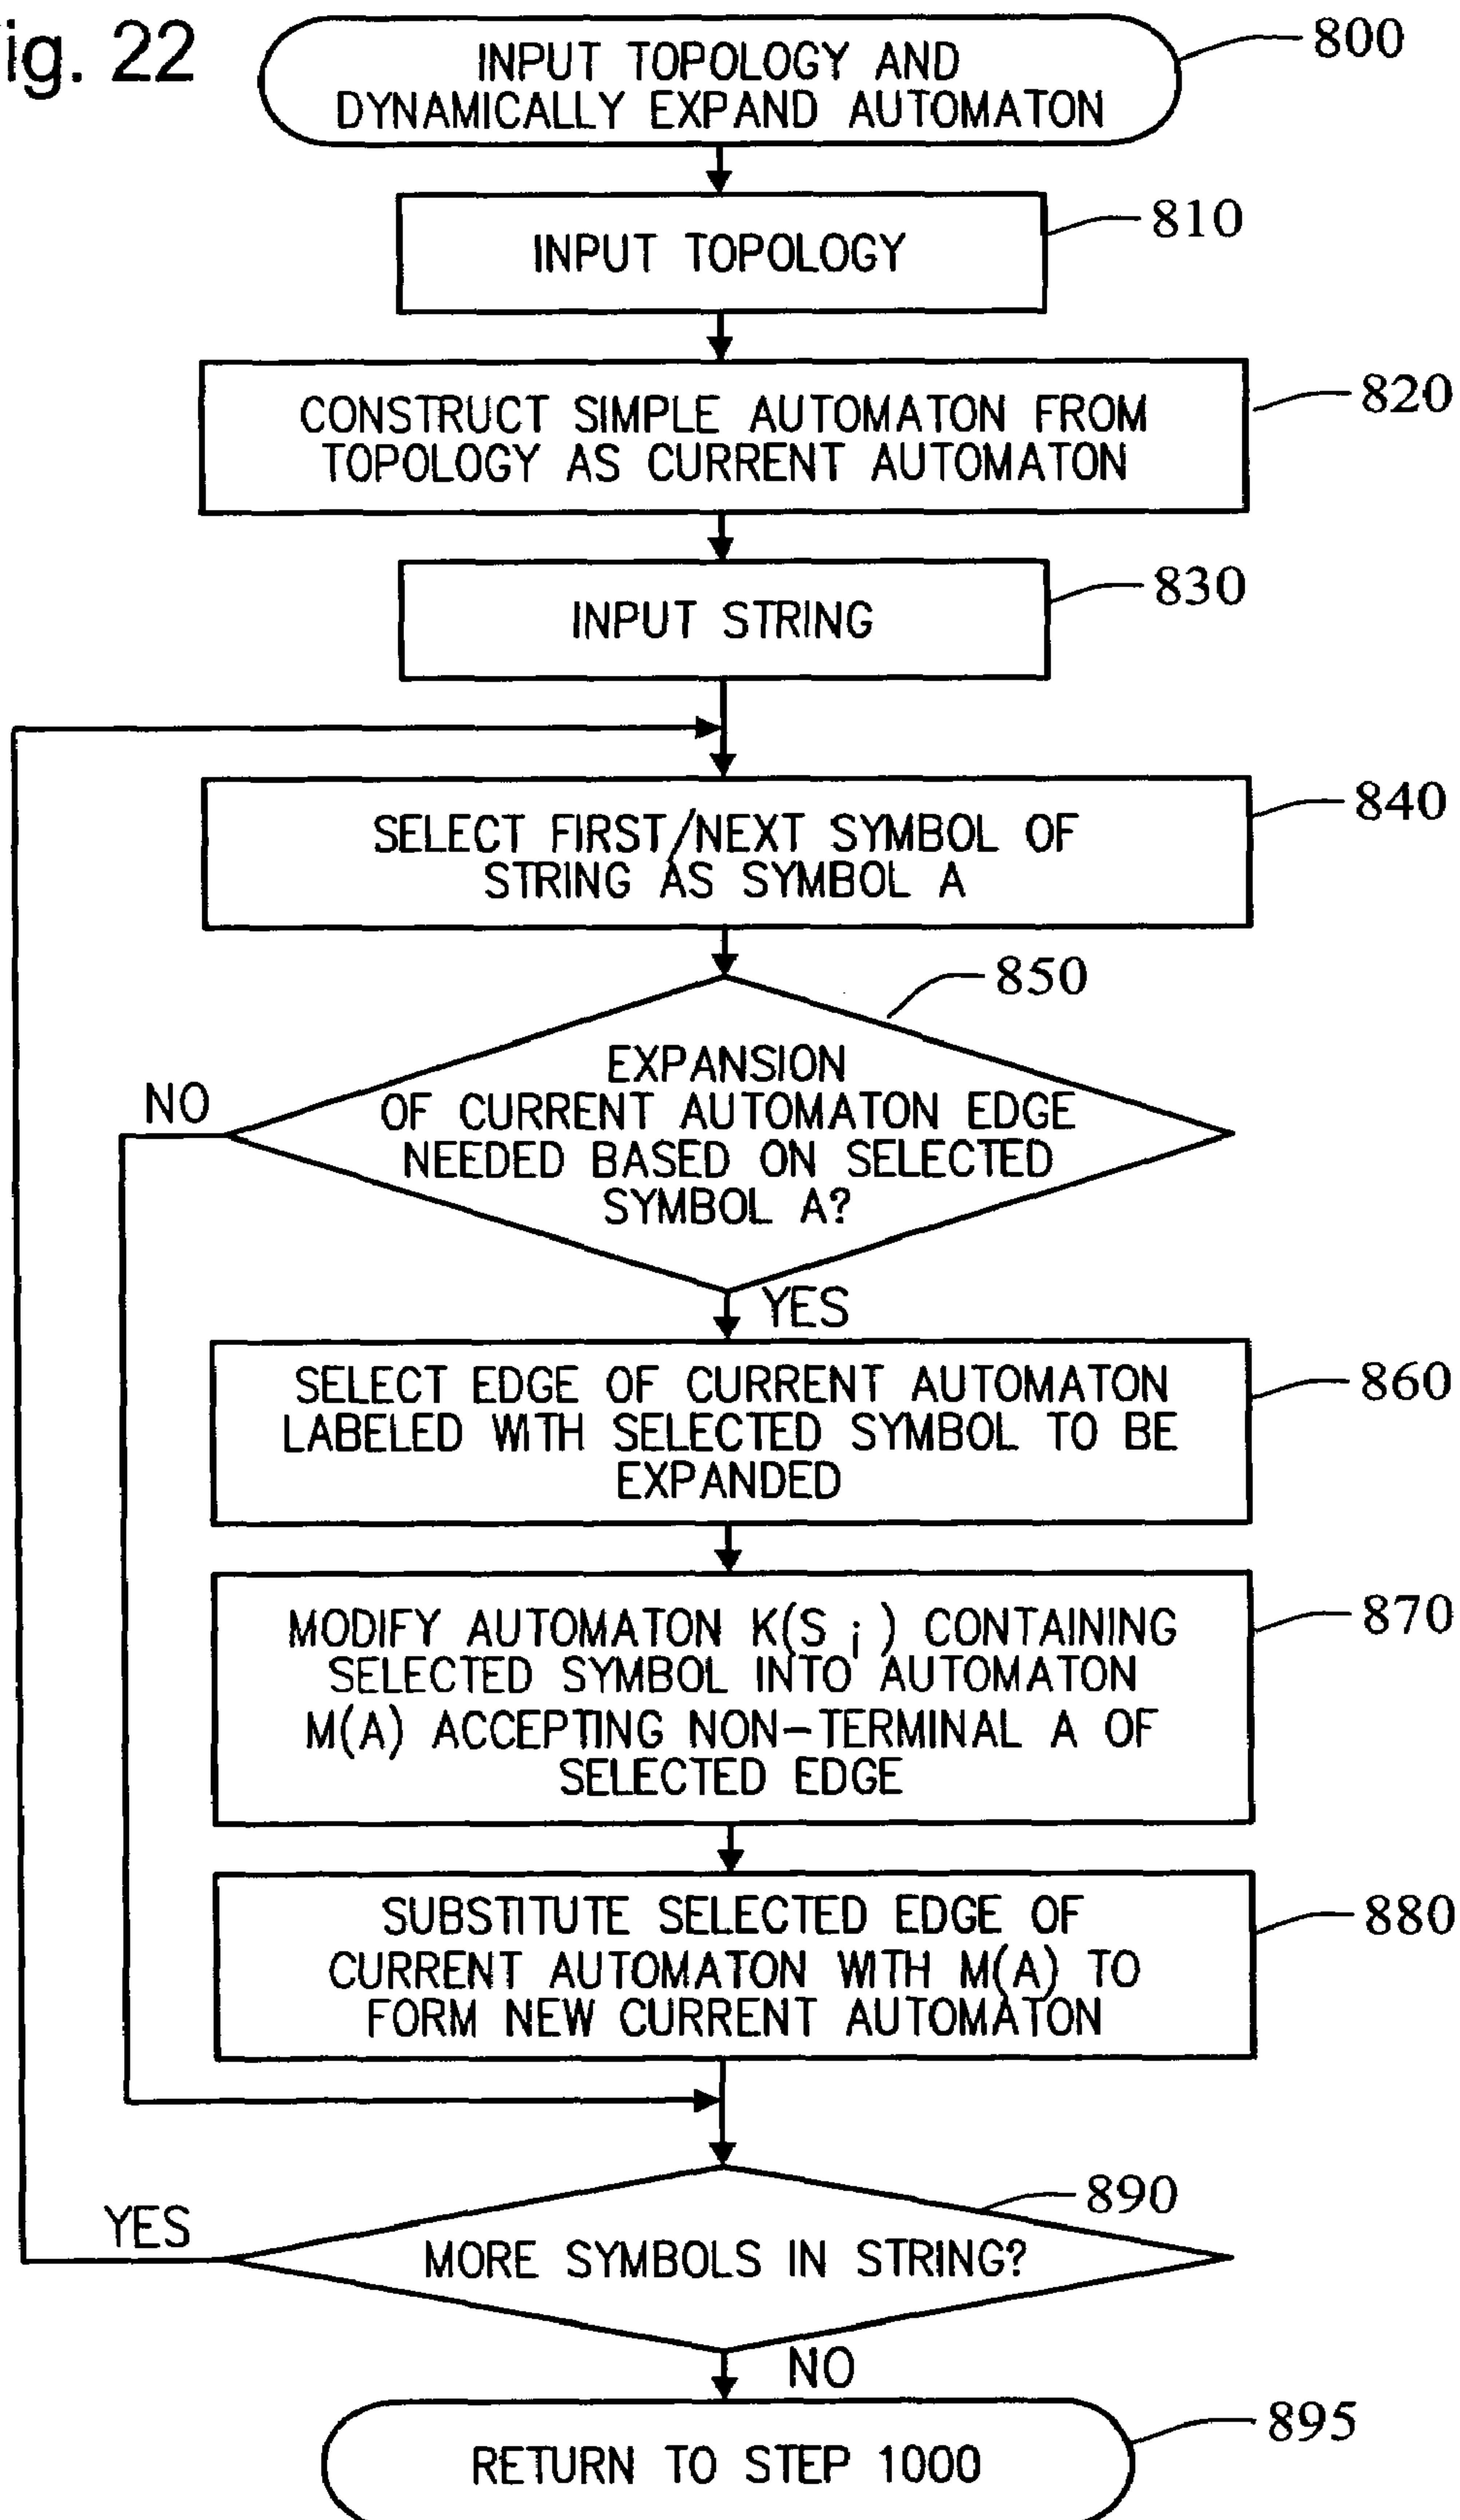 ig. 22
800
INPUT TOPOLOGY AND
DYNAMICALLY EXPAND AUTOMATON
810
INPUT TOPOLOGY
820
CONSTRUCT SIMPLE AUTOMATON FROM
TOPOLOGY AS CURRENT AUTOMATON
830
INPUT STRING
840
SELECT FIRST/NEXT SYMBOL OF
STRING AS SYMBOL A
850
EXPANSION
OF CURRENT AUTOMATON EDGE
NEEDED BASED ON SELECTED
SYMBOL A?
NO
YES
860
SELECT EDGE OF CURRENT AUTOMATON
LABELED WITH SELECTED SYMBOL TO BE
EXPANDED
870
MODIFY AUTOMATON K(S i ) CONTAINING
SELECTED SYMBOL INTO AUTOMATON
M(A) ACCEPTING NON-TERMINAL A OF
SELECTED EDGE
880
SUBSTITUTE SELECTED EDGE OF
CURRENT AUTOMATON WITH M(A) TO
FORM NEW CURRENT AUTOMATON
890
YES
MORE SYMBOLS IN STRING?
NO
895
RETURN TO STEP 1000